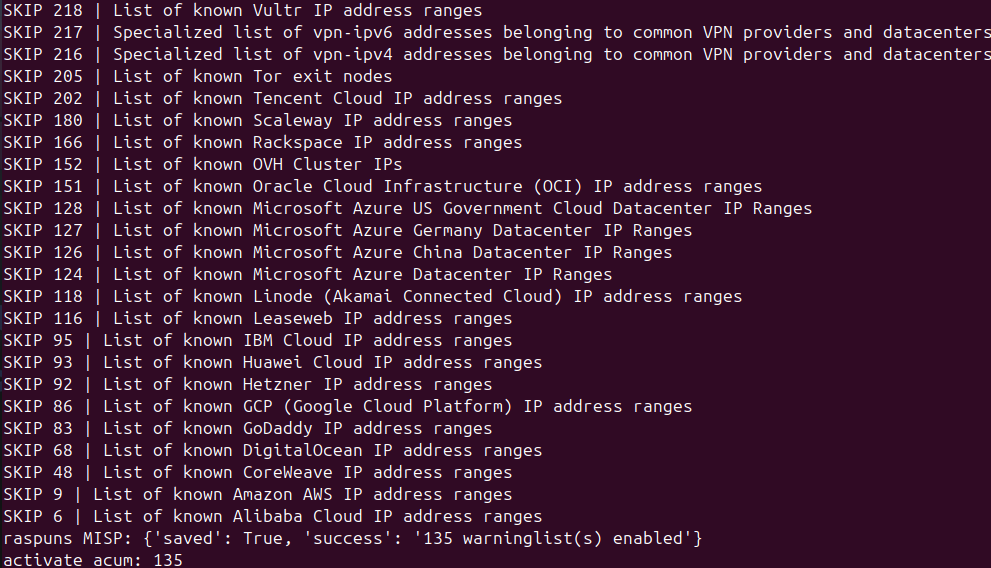 SKIP 218 | List of known Vultr IP address ranges
SKIP 217 | Specialized list of vpn-ipv6 addresses belonging to common VPN providers and datacenters
SKIP 216 | Specialized list of vpn-ipv4 addresses belonging to common VPN providers and datacenters
SKIP 205 | List of known Tor exit nodes
SKIP 202 | List of known Tencent Cloud IP address ranges
SKIP 180 | List of known Scaleway IP address ranges
SKIP 166 | List of known Rackspace IP address ranges
SKIP 152 | List of known OVH Cluster IPs
SKIP 151 | List of known Oracle Cloud Infrastructure (OCI) IP address ranges
SKIP 128 | List of known Microsoft Azure US Government Cloud Datacenter IP Ranges
SKIP 127 | List of known Microsoft Azure Germany Datacenter IP Ranges
SKIP 126 | List of known Microsoft Azure China Datacenter IP Ranges
SKIP 124 | List of known Microsoft Azure Datacenter IP Ranges
SKIP 118 | List of known Linode (Akamai Connected Cloud) IP address ranges
SKIP 116 | List of known Leaseweb IP address ranges
SKIP 95 | List of known IBM Cloud IP address ranges
SKIP 93 | List of known Huawei Cloud IP address ranges
SKIP 92 | List of known Hetzner IP address ranges
SKIP 86 | List of known GCP (Google Cloud Platform) IP address ranges
SKIP 83 | List of known GoDaddy IP address ranges
SKIP 68 | List of known DigitalOcean IP address ranges
SKIP 48 | List of known CoreWeave IP address ranges
SKIP 9 | List of known Amazon AWS IP address ranges
SKIP 6 | List of known Alibaba Cloud IP address ranges
raspuns MISP: {'saved': True, 'success': '135 warninglist(s) enabled'}
activate acum: 135